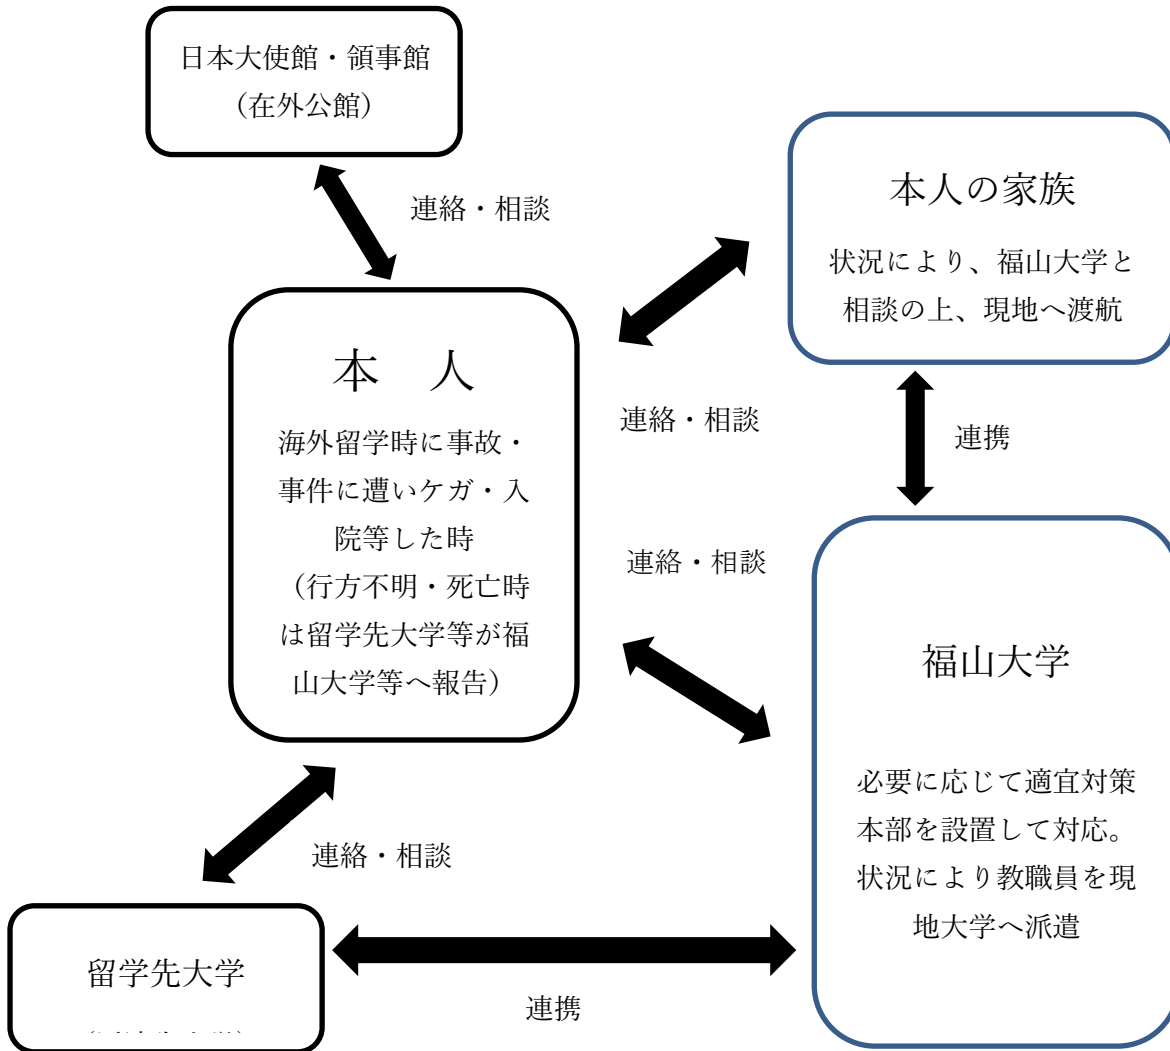 日本大使館・領事館
（在外公館）
連絡・相談
本人の家族
状況により、福山大学と
相談の上、現地へ渡航
本　人
海外留学時に事故・
事件に遭いケガ・入
院等した時
（行方不明・死亡時
は留学先大学等が福
山大学等へ報告）
連絡・相談
連携
連絡・相談
福山大学
必要に応じて適宜対策
本部を設置して対応。
状況により教職員を現
地大学へ派遣
連絡・相談
留学先大学
連携